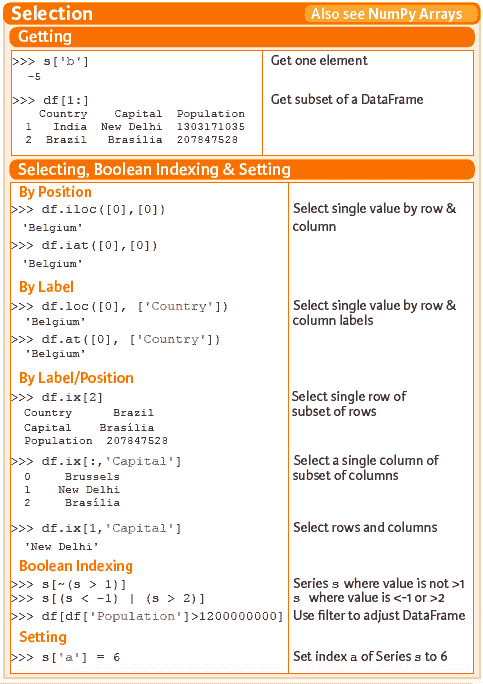 Selection Also see NumPy Arrays
Getting
>>> s['b'] Get one element
-5
>>> df[1:] Get subset of a DataFrame
Country Capital Population
1 India New Delhi 1303171035
2 Brazil Brasília 207847528
Selecting, Boolean Indexing & Setting
By Position
>>> df.iloc([0],[0]) Select single value by row &
'Belgium' column
>>> df.iat([0],[0])
'Belgium'
By Label
>>> df.loc([0], ['Country']) Select single value by row &
'Belgium' column labels
>>> df.at([0], ['Country'])
'Belgium'
By Label/Position
>>> df.ix[2] Select single row of
Country Brazil subset of rows
Capital Brasília
Population 207847528
>>> df.ix[:,'Capital'] Select a single column of
0 Brussels subset of columns
1 New Delhi
2 Brasília
>>> df.ix[1,'Capital'] Select rows and columns
'New Delhi'
Boolean Indexing
>>> s[~(s > 1)] Series s where value is not >1
>>> s[(s < -1) | (s > 2)] s where value is <-1 or >2
>>> df[df['Population']>1200000000] Use filter to adjust DataFrame
Setting
>>> s['a'] = 6 Set index a of Series s to 6